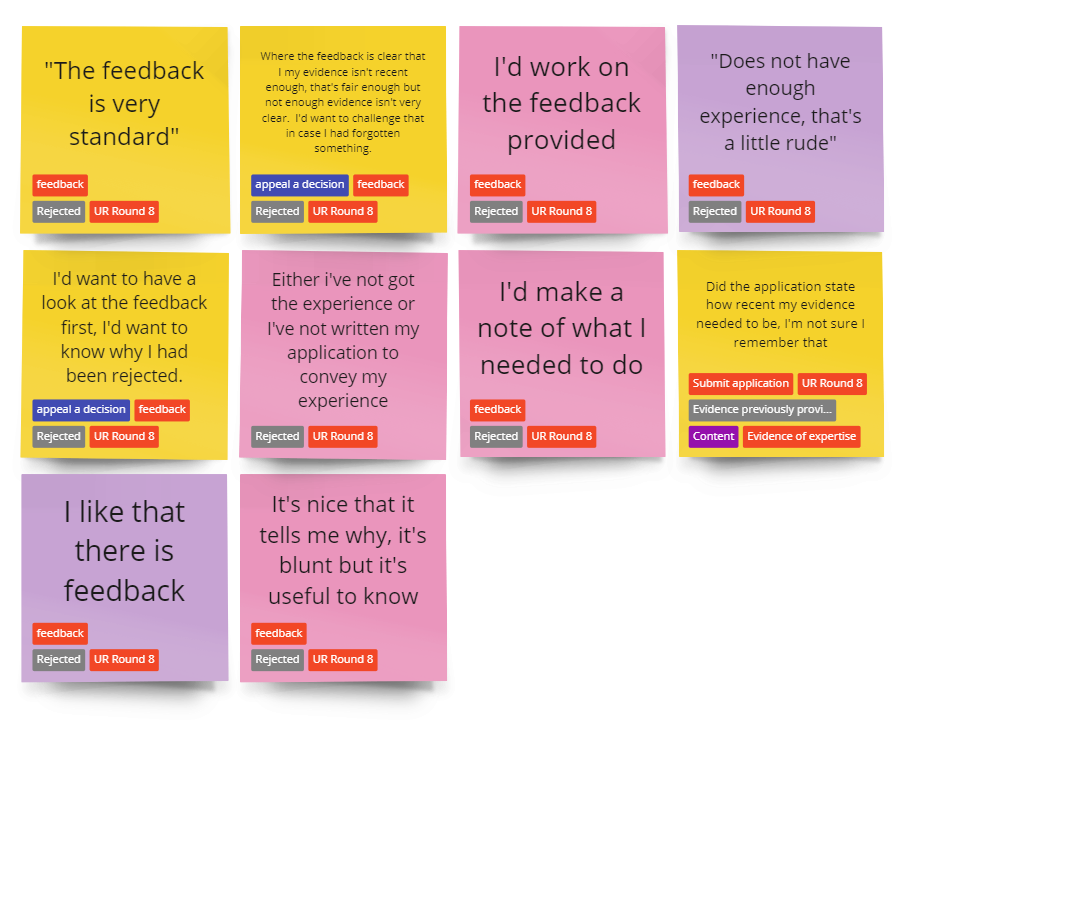 "The feedback
is very
standard"
feedback
Rejected
UR Round 8
Where the feedback is clear that
I my evidence isn't recent
enough, that's fair enough but
not enough evidence isn't very
clear. I'd want to challenge that
in case I had forgotten
something.
appeal a decision
feedback
Rejected
UR Round 8
I'd work on
the feedback
provided
feedback
Rejected
UR Round 8
"Does not have
enough
experience, that's
a little rude"
feedback
Rejected
UR Round 8
I'd want to have a
look at the feedback
first, I'd want to
know why I had
been rejected.
appeal a decision
feedback
Rejected
UR Round 8
Either i've not got
the experience or
I've not written my
application to
convey my
experience
Rejected
UR Round 8
I'd make a
note of what I
needed to do
feedback
Rejected
UR Round 8
Did the application state
how recent my evidence
needed to be, I'm not sure I
remember that
Submit application
UR Round 8
Evidence previously provi...
Content
Evidence of expertise
I like that
there is
feedback
feedback
Rejected
UR Round 8
It's nice that it
tells me why, it's
blunt but it's
useful to know
feedback
Rejected
UR Round 8